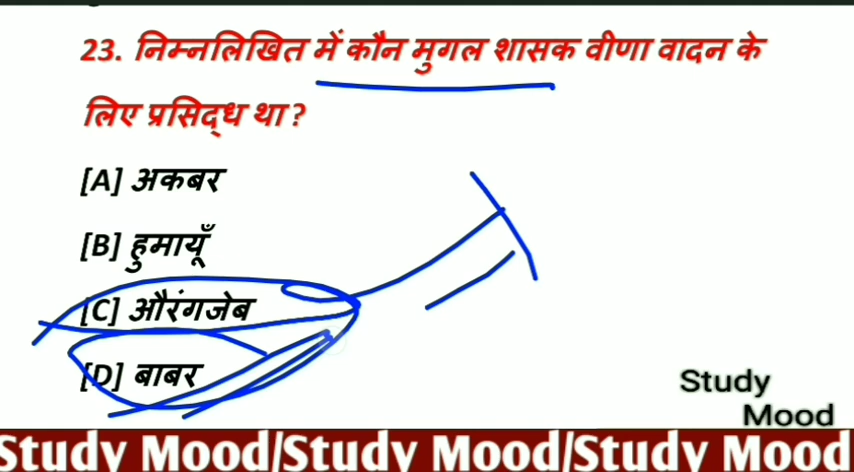 23. निम्नलिखित में कौन मुगल शासक वीणा वादन के
लिए प्रसिद्ध था ?
[A] अकबर
[B] हुमायूँ
[C] औरंगजेब
[D] बाबर
Study
Mood
Study Mood/Study Mood/Study Mood